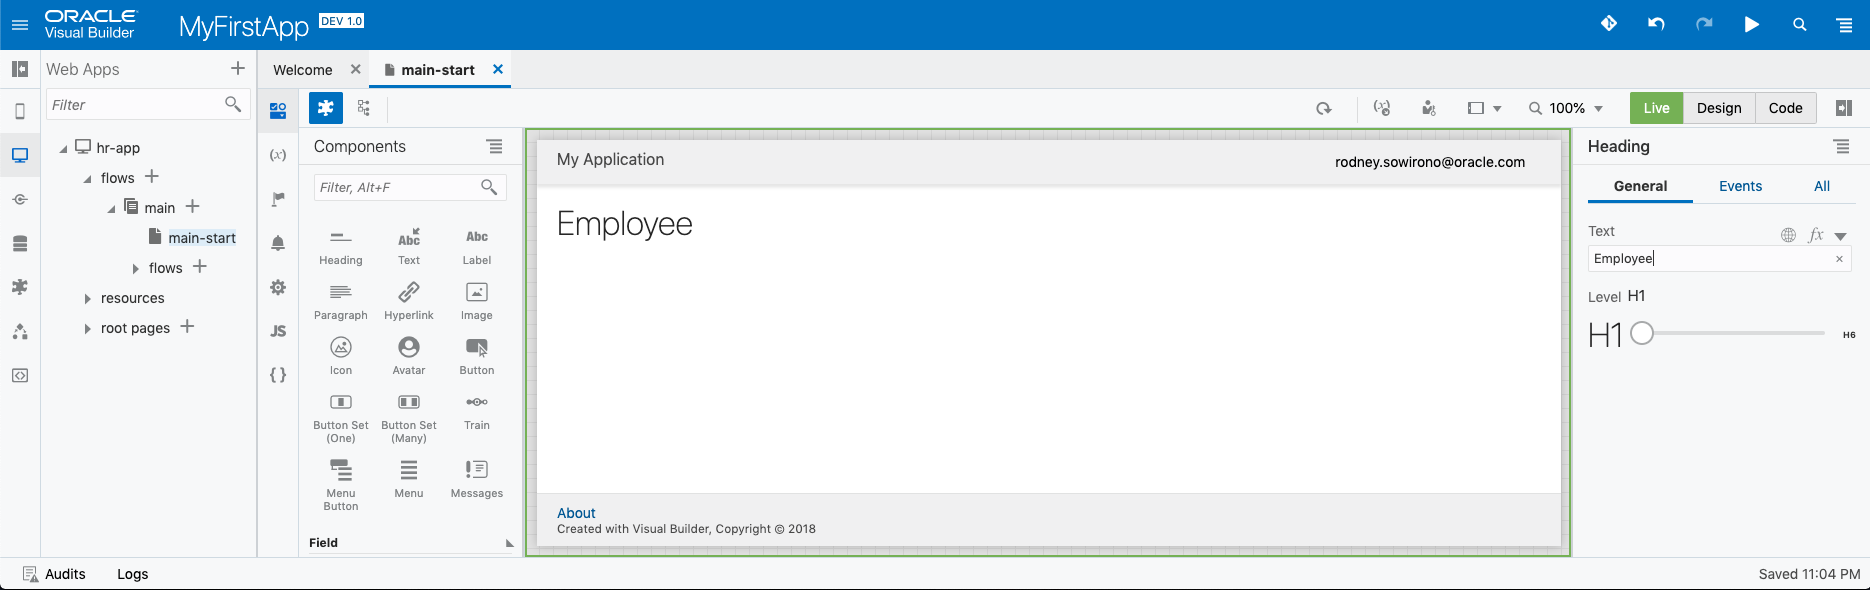 ORACLE
Visual Builder
MyFirstApp DEV 1.0
Web Apps
Filter
hr-app
flows
main
main-start
flows
resources
root pages
Welcome
main-start
100%
Live
Design
Code
(x)
JS
{ }
Components
Filter, Alt+F
Heading
Abc
Text
Abc
Label
Paragraph
Hyperlink
Image
Icon
Avatar
Button
Button Set
(One)
Button Set
(Many)
Train
Menu
Button
Menu
Messages
Field
My Application
rodney.sowirono@oracle.com
Employee
About
Created with Visual Builder, Copyright © 2018
Heading
General
Events
All
Text
fx
Employee
Level H1
H1
H6
Audits
Logs
Saved 11:04 PM